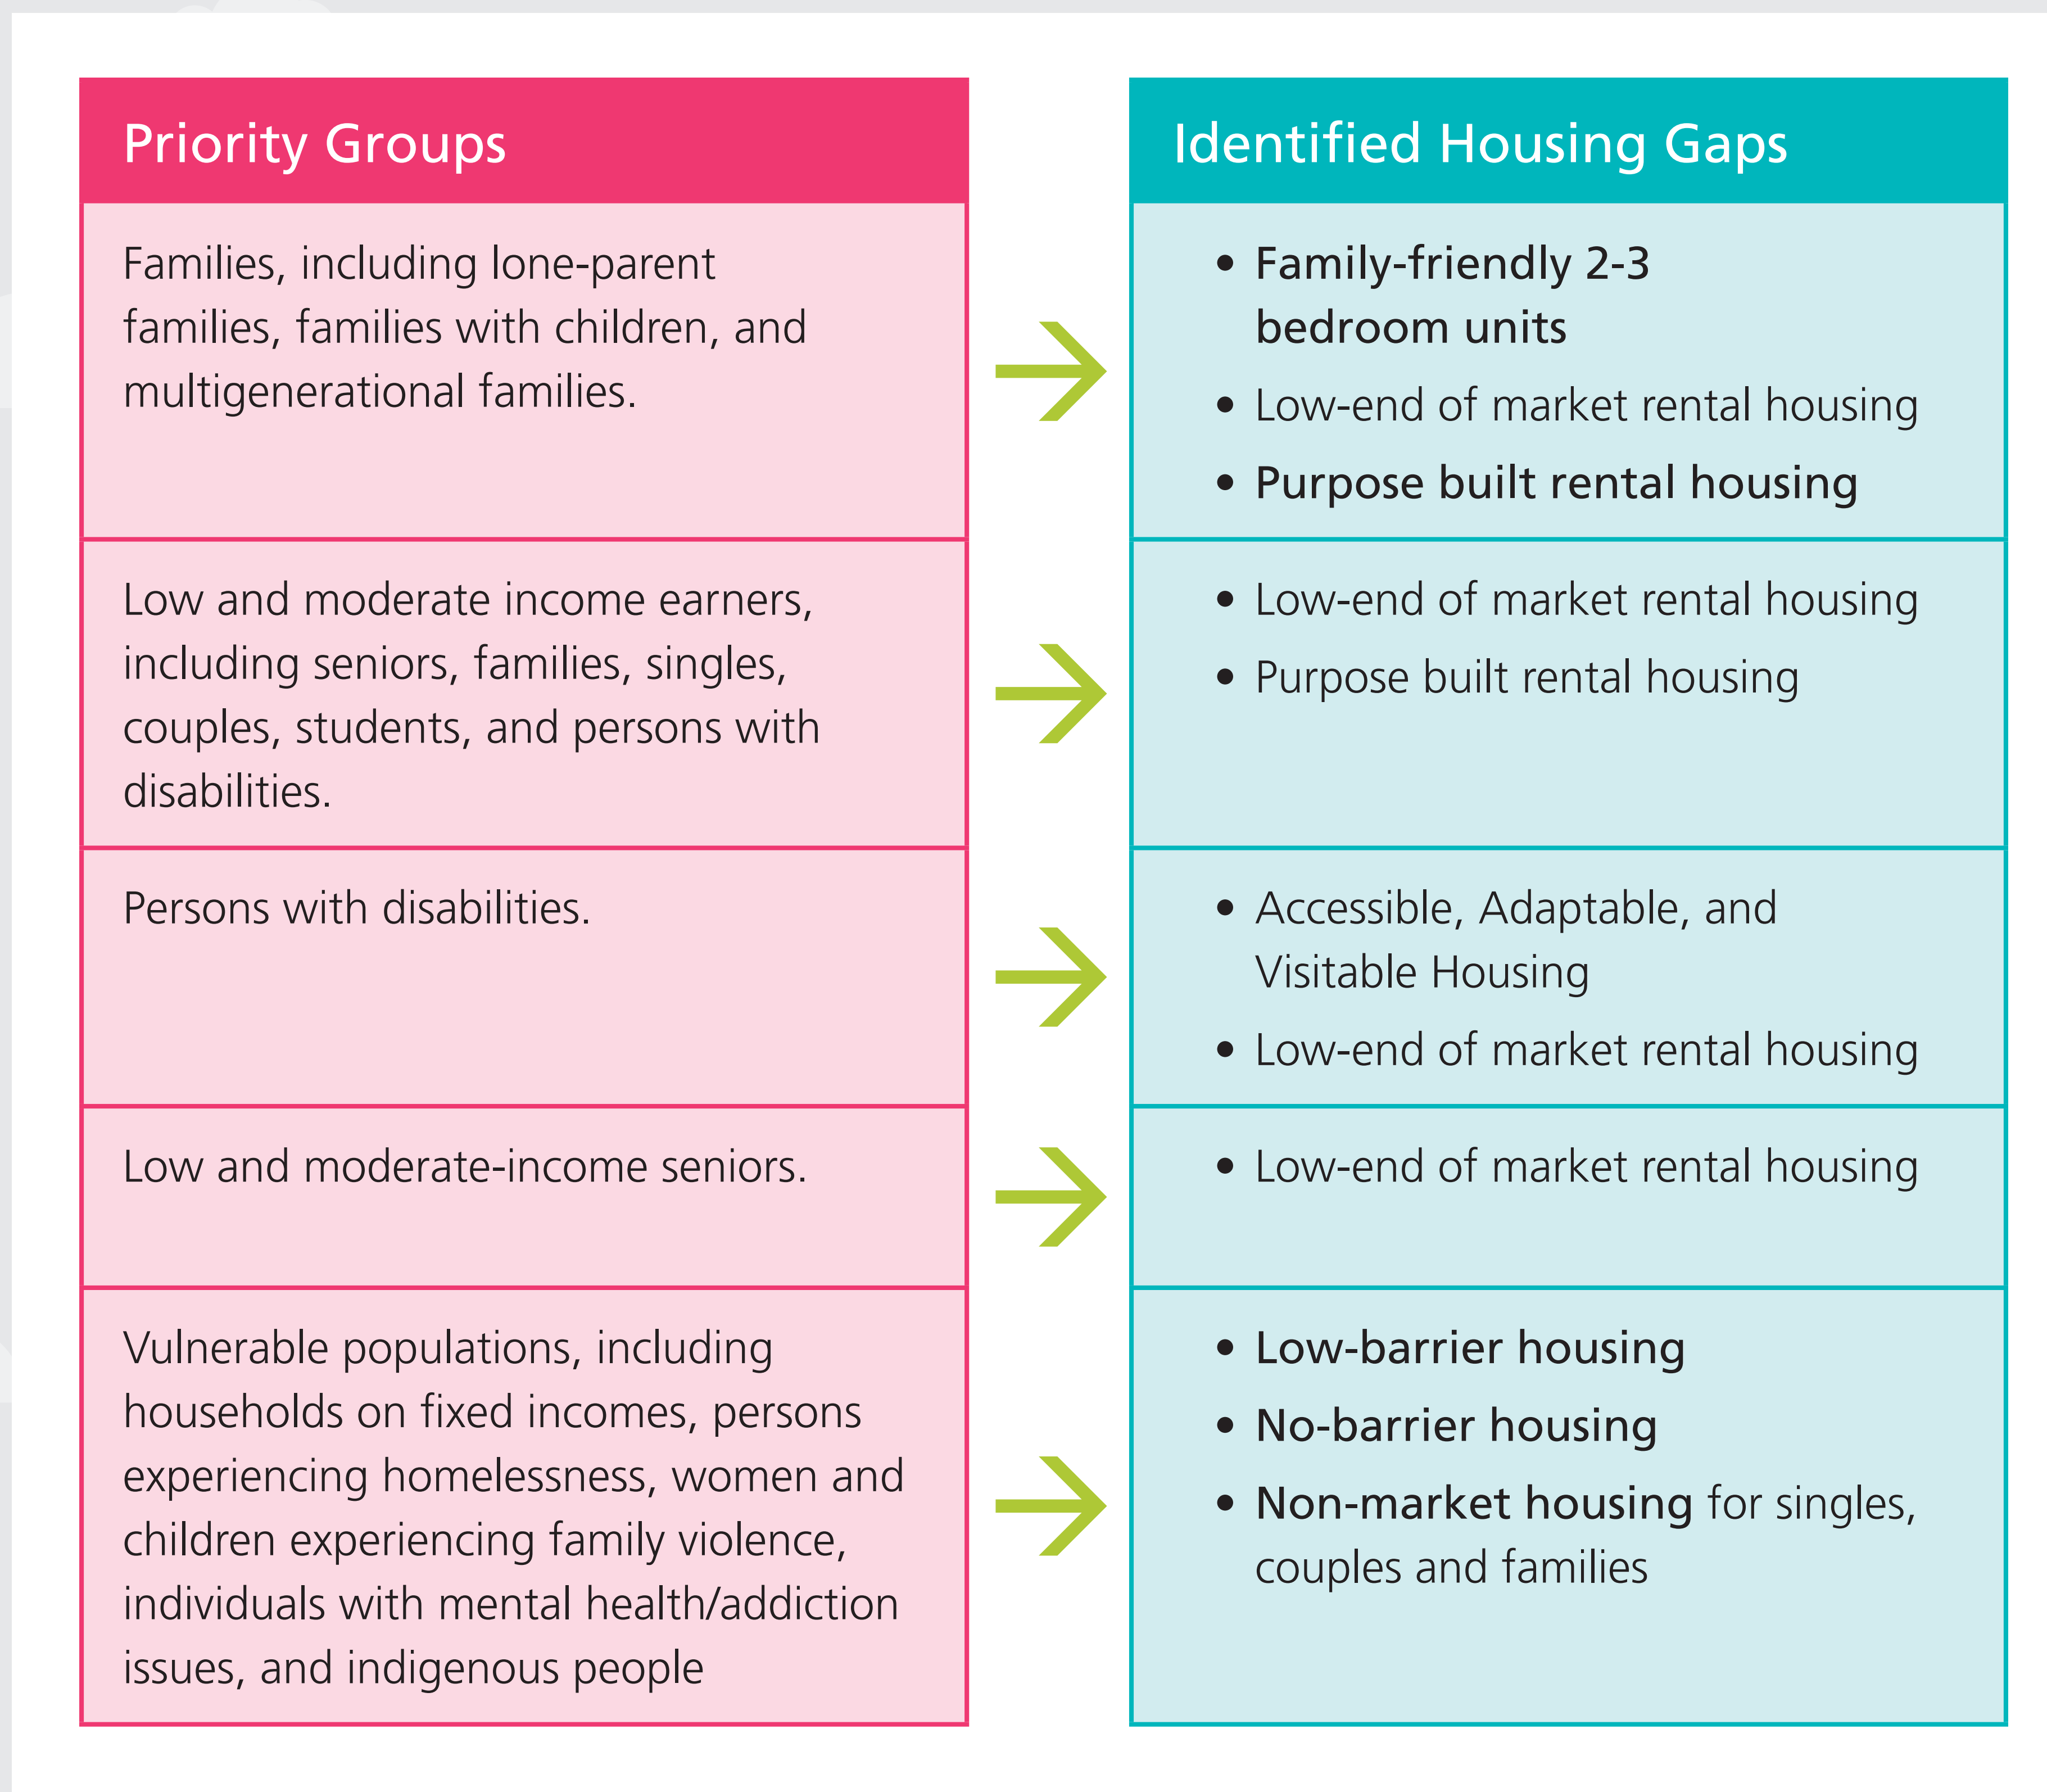 Priority Groups
Identified Housing Gaps
Families, including lone-parent
families, families with children, and
multigenerational families.
• Family-friendly 2-3
bedroom units
• Low-end of market rental housing
• Purpose built rental housing
Low and moderate income earners,
including seniors, families, singles,
couples, students, and persons with
disabilities.
• Low-end of market rental housing
• Purpose built rental housing
Persons with disabilities.
• Accessible, Adaptable, and
Visitable Housing
• Low-end of market rental housing
Low and moderate-income seniors.
• Low-end of market rental housing
Vulnerable populations, including
households on fixed incomes, persons
experiencing homelessness, women and
children experiencing family violence,
individuals with mental health/addiction
issues, and indigenous people
• Low-barrier housing
• No-barrier housing
• Non-market housing for singles,
couples and families